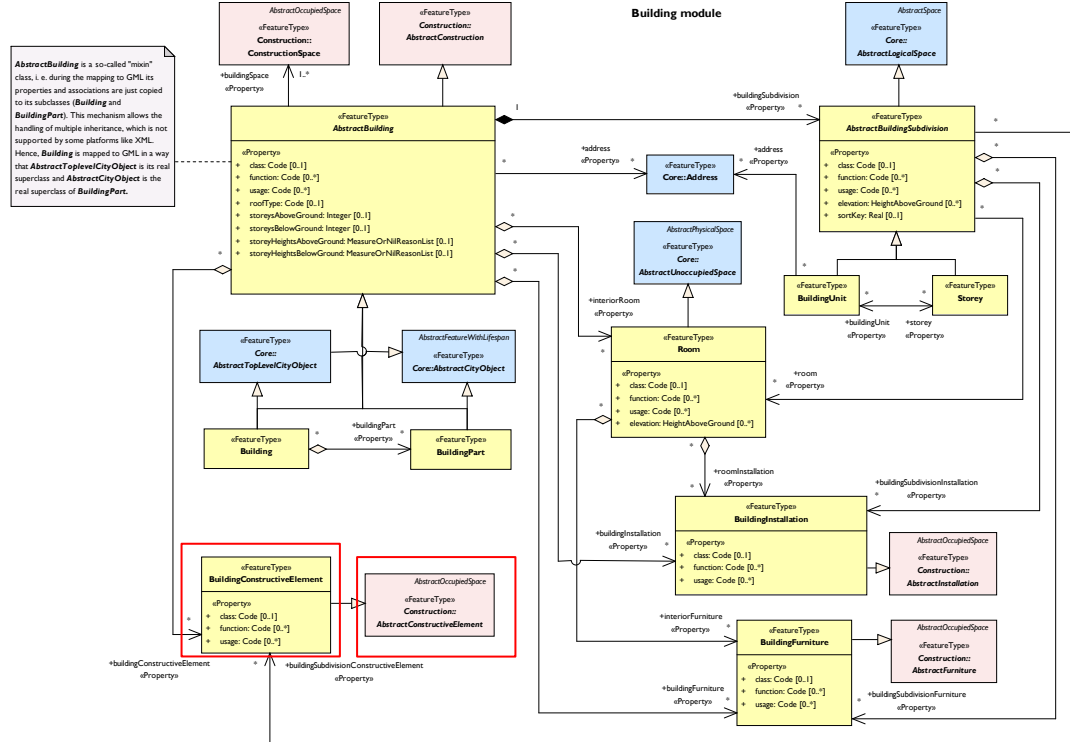 Building module
AbstractOccupiedSpace
«FeatureType»
Construction::
ConstructionSpace
«FeatureType»
Construction::
AbstractConstruction
AbstractSpace
«FeatureType»
Core::
AbstractLogicalSpace
AbstractBuilding is a so-called "mixin"
class, i. e. during the mapping to GML its
properties and associations are just copied
to its subclasses (Building and
BuildingPart). This mechanism allows the
handling of multiple inheritance, which is not
supported by some platforms like XML.
Hence, Building is mapped to GML in a way
that AbstractToplevelCityObject is its real
superclass and AbstractCityObject is the
real superclass of BuildingPart.
+buildingSpace
«Property»
1..*
«FeatureType»
AbstractBuilding
«Property»
+ class: Code [0..1]
+ function: Code [0..*]
+ usage: Code [0..*]
+ roofType: Code [0..1]
+ storeysAboveGround: Integer [0..1]
+ storeysBelowGround: Integer [0..1]
+ storeyHeightsAboveGround: MeasureOrNilReasonList [0..1]
+ storeyHeightsBelowGround: MeasureOrNilReasonList [0..1]
1
+buildingSubdivision
«Property»
*
«FeatureType»
AbstractBuildingSubdivision
«Property»
+ class: Code [0..1]
+ function: Code [0..*]
+ usage: Code [0..*]
+ elevation: HeightAboveGround [0..*]
+ sortKey: Real [0..1]
*
*
*
*
*
+address
«Property»
«FeatureType»
Core::Address
+address
«Property»
*
*
*
*
*
AbstractPhysicalSpace
«FeatureType»
Core::
AbstractUnoccupiedSpace
«FeatureType»
BuildingUnit
«FeatureType»
Storey
*
*
+buildingUnit
«Property»
+storey
«Property»
+interiorRoom
«Property»
*
«FeatureType»
Room
«Property»
+ class: Code [0..1]
+ function: Code [0..*]
+ usage: Code [0..*]
+ elevation: HeightAboveGround [0..*]
*
*
+room
«Property»
*
«FeatureType»
Core::
AbstractTopLevelCityObject
AbstractFeatureWithLifespan
«FeatureType»
Core::AbstractCityObject
«FeatureType»
Building
*
+buildingPart
«Property»
*
«FeatureType»
BuildingPart
+roomInstallation
«Property»
*
+buildingSubdivisionInstallation
«Property»
*
«FeatureType»
BuildingInstallation
«Property»
+ class: Code [0..1]
+ function: Code [0..*]
+ usage: Code [0..*]
+buildingInstallation
«Property»
*
AbstractOccupiedSpace
«FeatureType»
Construction::
AbstractInstallation
«FeatureType»
BuildingConstructiveElement
«Property»
+ class: Code [0..1]
+ function: Code [0..*]
+ usage: Code [0..*]
*
AbstractOccupiedSpace
«FeatureType»
Construction::
AbstractConstructiveElement
+buildingConstructiveElement
«Property»
*
+buildingSubdivisionConstructiveElement
«Property»
+interiorFurniture
«Property»
*
«FeatureType»
BuildingFurniture
«Property»
+ class: Code [0..1]
+ function: Code [0..*]
+ usage: Code [0..*]
AbstractOccupiedSpace
«FeatureType»
Construction::
AbstractFurniture
+buildingFurniture
«Property»
*
+buildingSubdivisionFurniture
*
«Property»